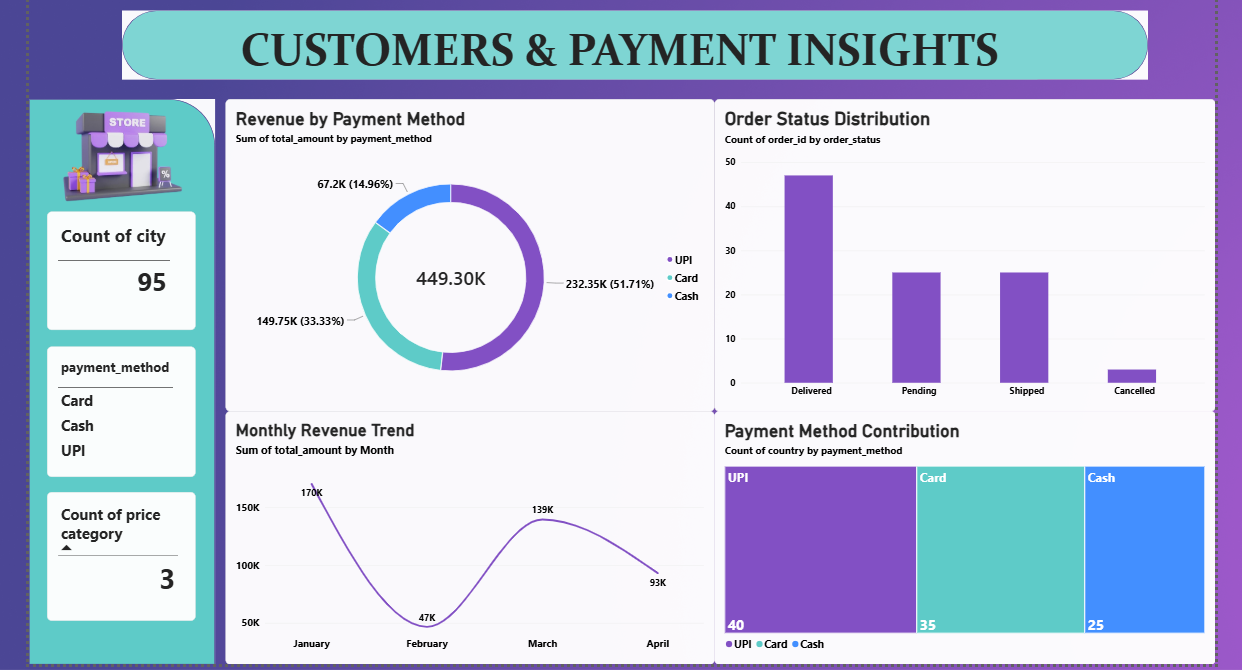 CUSTOMERS & PAYMENT INSIGHTS
STORE
%
Count of city
95
payment_method
Card
Cash
UPI
Count of price
category
3
Revenue by Payment Method
Sum of total_amount by payment_method
67.2K (14.96%)
449.30K
232.35K (51.71%)
149.75K (33.33%)
UPI
Card
Cash
Order Status Distribution
Count of order_id by order_status
50
40
30
20
10
0
Delivered Pending Shipped Cancelled
Monthly Revenue Trend
Sum of total_amount by Month
170K
150K
139K
100K
93K
47K
50K
January February March April
Payment Method Contribution
Count of country by payment_method
UPI Card Cash
40 35 25
UPI Card Cash